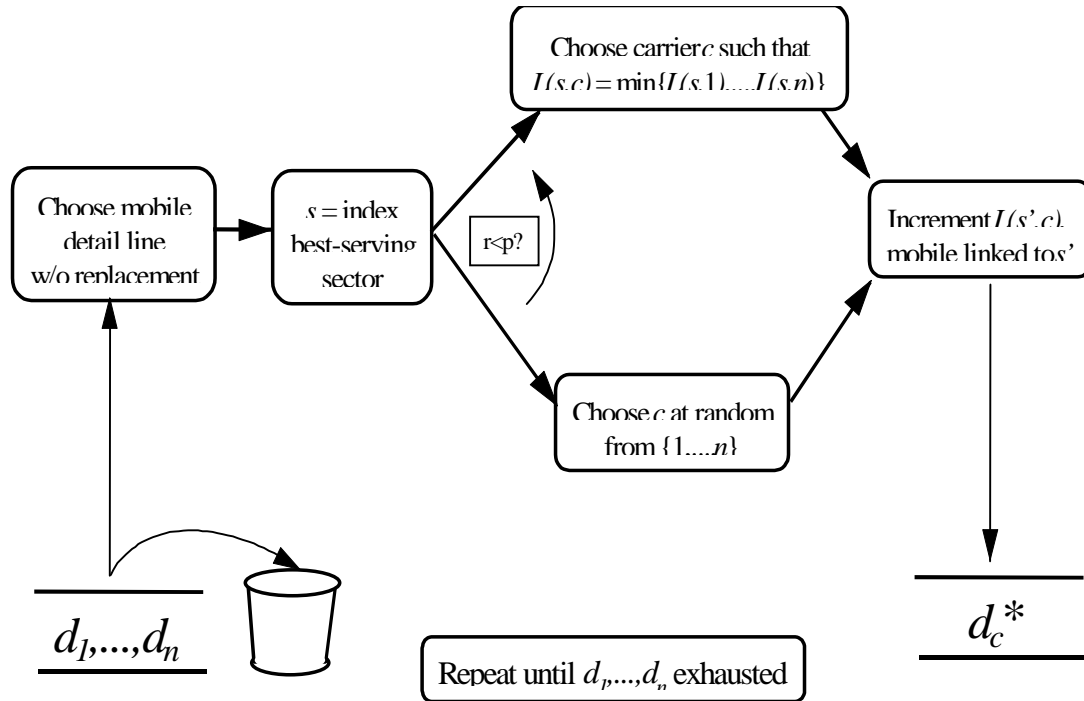 Choose carrier c such that
I(s,c) = min{I(s,1),...,I(s,n)}
Choose mobile
detail line
w/o replacement
s = index
best-serving
sector
r<p?
Increment I(s',c),
mobile linked to s'
Choose c at random
from {1,...,n}
d1,...,dn
dc*
Repeat until d1,...,dn exhausted